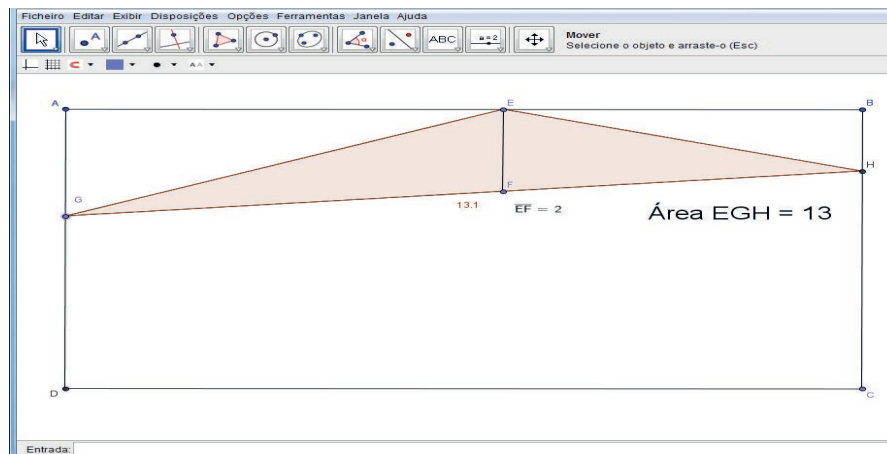 Ficheiro Editar Exibir Disposições Opções Ferramentas Janela Ajuda
A
ABC
a=2
Mover
Selecione o objeto e arraste-o (Esc)
AA
A
E
B
H
G
F
13.1
EF = 2
Área EGH = 13
D
C
Entrada: